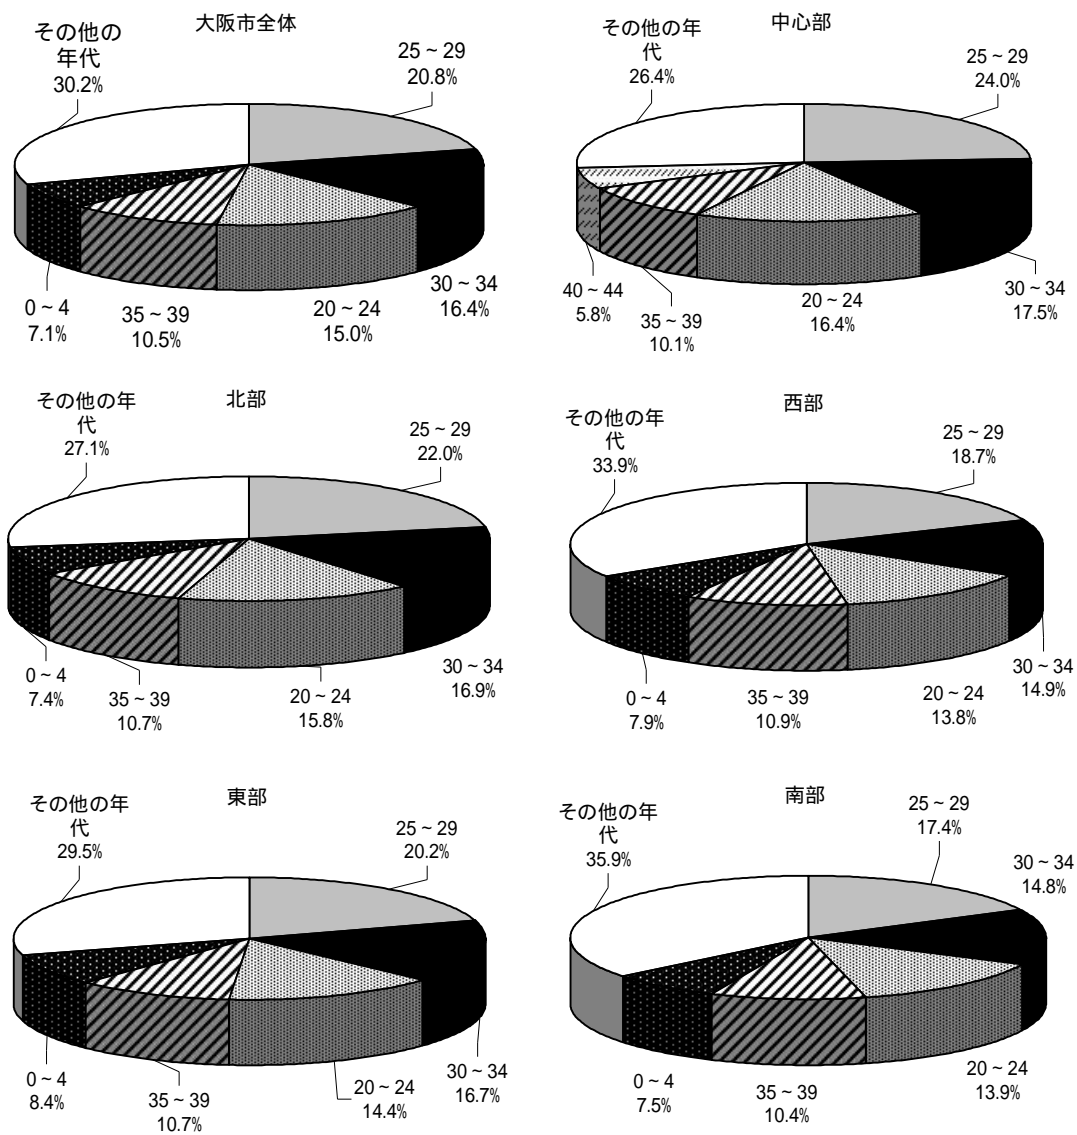 大阪市全体
その他の
年代
30.2%
25 ~ 29
20.8%
30 ~ 34
16.4%
20 ~ 24
15.0%
35 ~ 39
10.5%
0 ~ 4
7.1%
中心部
その他の年
代
26.4%
25 ~ 29
24.0%
30 ~ 34
17.5%
20 ~ 24
16.4%
35 ~ 39
10.1%
40 ~ 44
5.8%
北部
その他の年
代
27.1%
25 ~ 29
22.0%
30 ~ 34
16.9%
20 ~ 24
15.8%
35 ~ 39
10.7%
0 ~ 4
7.4%
西部
その他の年
代
33.9%
25 ~ 29
18.7%
30 ~ 34
14.9%
20 ~ 24
13.8%
35 ~ 39
10.9%
0 ~ 4
7.9%
東部
その他の年
代
29.5%
25 ~ 29
20.2%
30 ~ 34
16.7%
20 ~ 24
14.4%
35 ~ 39
10.7%
0 ~ 4
8.4%
南部
その他の年
代
35.9%
25 ~ 29
17.4%
30 ~ 34
14.8%
20 ~ 24
13.9%
35 ~ 39
10.4%
0 ~ 4
7.5%